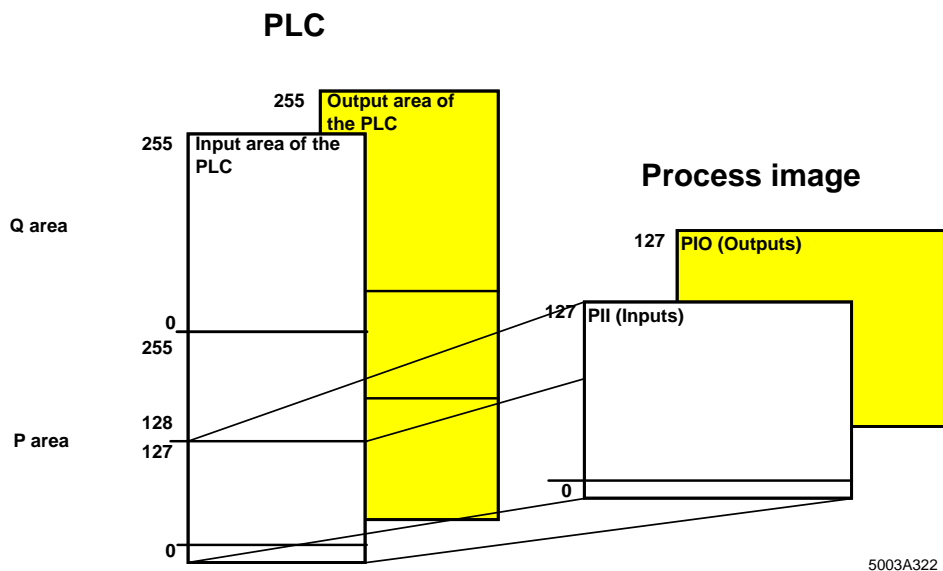 PLC
255
Output area of
the PLC
255
Input area of the
PLC
Process image
Q area
127
PIO (Outputs)
127
PII (Inputs)
0
255
128
P area
127
0
0
5003A322